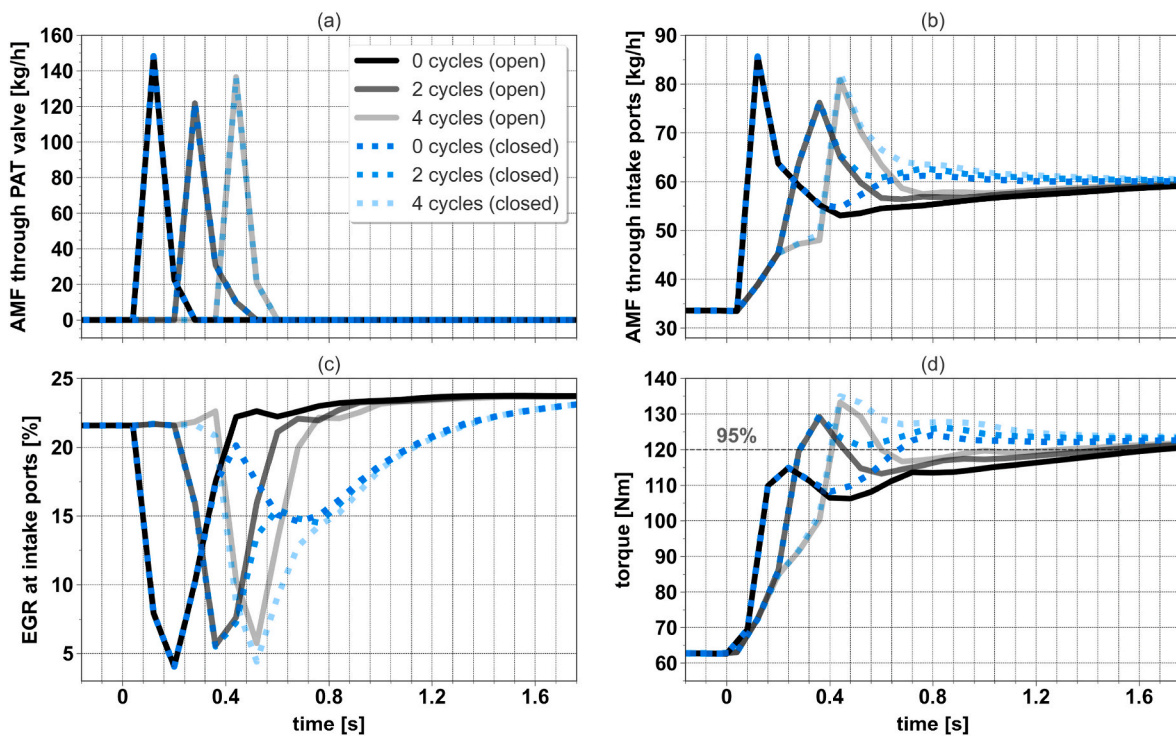 (a)
(b)
AMF through PAT valve [kg/h]
160
140
120
100
80
60
40
20
0
0 cycles (open)
2 cycles (open)
4 cycles (open)
0 cycles (closed)
2 cycles (closed)
4 cycles (closed)
AMF through intake ports [kg/h]
90
80
70
60
50
40
30
(c)
(d)
EGR at intake ports [%]
25
20
15
10
5
0
0.4
0.8
1.2
1.6
time [s]
torque [Nm]
140
130
120
110
100
90
80
70
60
95%
0
0.4
0.8
1.2
1.6
time [s]